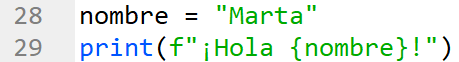 28 nombre = "Marta"
29 print(f"¡Hola {nombre}!")